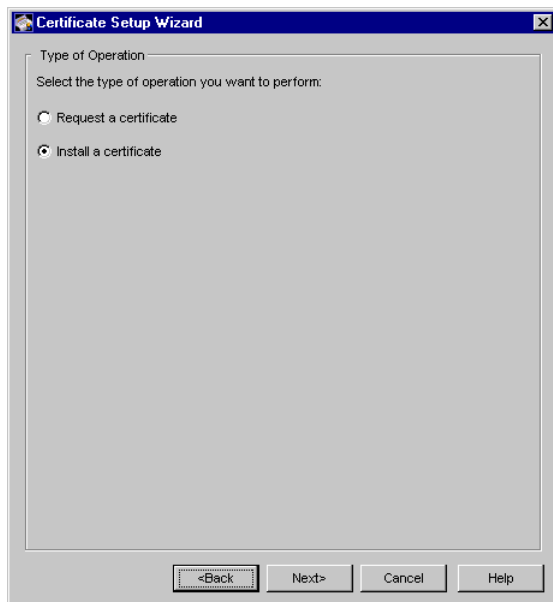 Certificate Setup Wizard
Type of Operation
Select the type of operation you want to perform:
Request a certificate
Install a certificate
<Back Next> Cancel Help